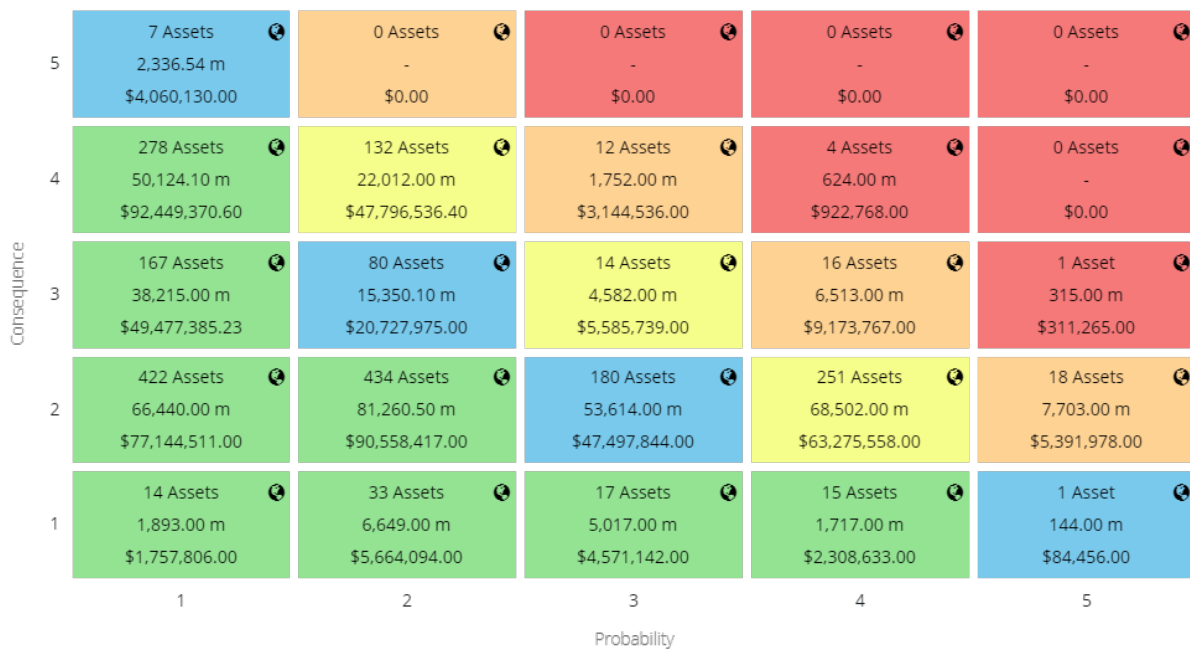 7 Assets
2,336.54 m
$4,060,130.00
0 Assets
-
$0.00
0 Assets
-
$0.00
0 Assets
-
$0.00
0 Assets
-
$0.00
5
278 Assets
50,124.10 m
$92,449,370.60
132 Assets
22,012.00 m
$47,796,536.40
12 Assets
1,752.00 m
$3,144,536.00
4 Assets
624.00 m
$922,768.00
0 Assets
-
$0.00
4
167 Assets
38,215.00 m
$49,477,385.23
80 Assets
15,350.10 m
$20,727,975.00
14 Assets
4,582.00 m
$5,585,739.00
16 Assets
6,513.00 m
$9,173,767.00
1 Asset
315.00 m
$311,265.00
3
Consequence
422 Assets
66,440.00 m
$77,144,511.00
434 Assets
81,260.50 m
$90,558,417.00
180 Assets
53,614.00 m
$47,497,844.00
251 Assets
68,502.00 m
$63,275,558.00
18 Assets
7,703.00 m
$5,391,978.00
2
14 Assets
1,893.00 m
$1,757,806.00
33 Assets
6,649.00 m
$5,664,094.00
17 Assets
5,017.00 m
$4,571,142.00
15 Assets
1,717.00 m
$2,308,633.00
1 Asset
144.00 m
$84,456.00
1
1 2 3 4 5
Probability